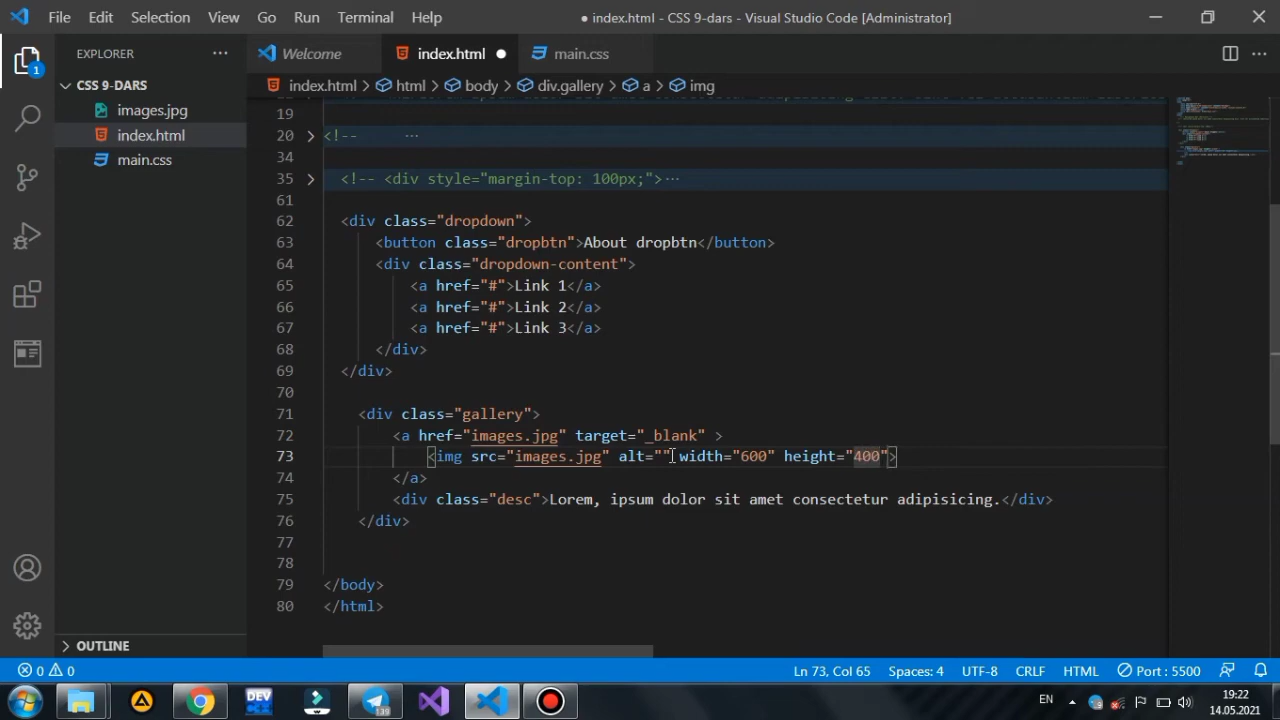 File Edit Selection View Go Run Terminal Help ● index.html - CSS 9-dars - Visual Studio Code [Administrator]
EXPLORER ··· Welcome index.html ● main.css ···
CSS 9-DARS
images.jpg
index.html
main.css
index.html > html > body > div.gallery > a > img
19
20 > <!-- ···
34
35 > <!-- <div style="margin-top: 100px;">···
61
62 <div class="dropdown">
63 <button class="dropbtn">About dropbtn</button>
64 <div class="dropdown-content">
65 <a href="#">Link 1</a>
66 <a href="#">Link 2</a>
67 <a href="#">Link 3</a>
68 </div>
69 </div>
70
71 <div class="gallery">
72 <a href="images.jpg" target="_blank" >
73 <img src="images.jpg" alt="" width="600" height="400">
74 </a>
75 <div class="desc">Lorem, ipsum dolor sit amet consectetur adipisicing.</div>
76 </div>
77
78
79 </body>
80 </html>
1
OUTLINE
0 0 Ln 73, Col 65 Spaces: 4 UTF-8 CRLF HTML Port : 5500
DEV
139
EN
19:22
14.05.2021